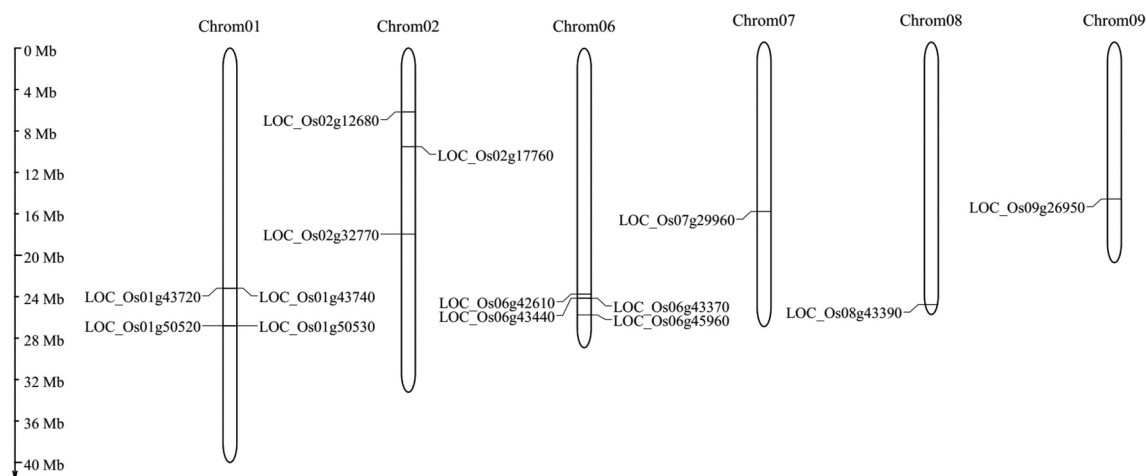 Chrom01
Chrom02
Chrom06
Chrom07
Chrom08
Chrom09
0 Mb
4 Mb
8 Mb
12 Mb
16 Mb
20 Mb
24 Mb
28 Mb
32 Mb
36 Mb
40 Mb
LOC_Os01g43720
LOC_Os01g43740
LOC_Os01g50520
LOC_Os01g50530
LOC_Os02g12680
LOC_Os02g17760
LOC_Os02g32770
LOC_Os06g42610
LOC_Os06g43370
LOC_Os06g43440
LOC_Os06g45960
LOC_Os07g29960
LOC_Os08g43390
LOC_Os09g26950